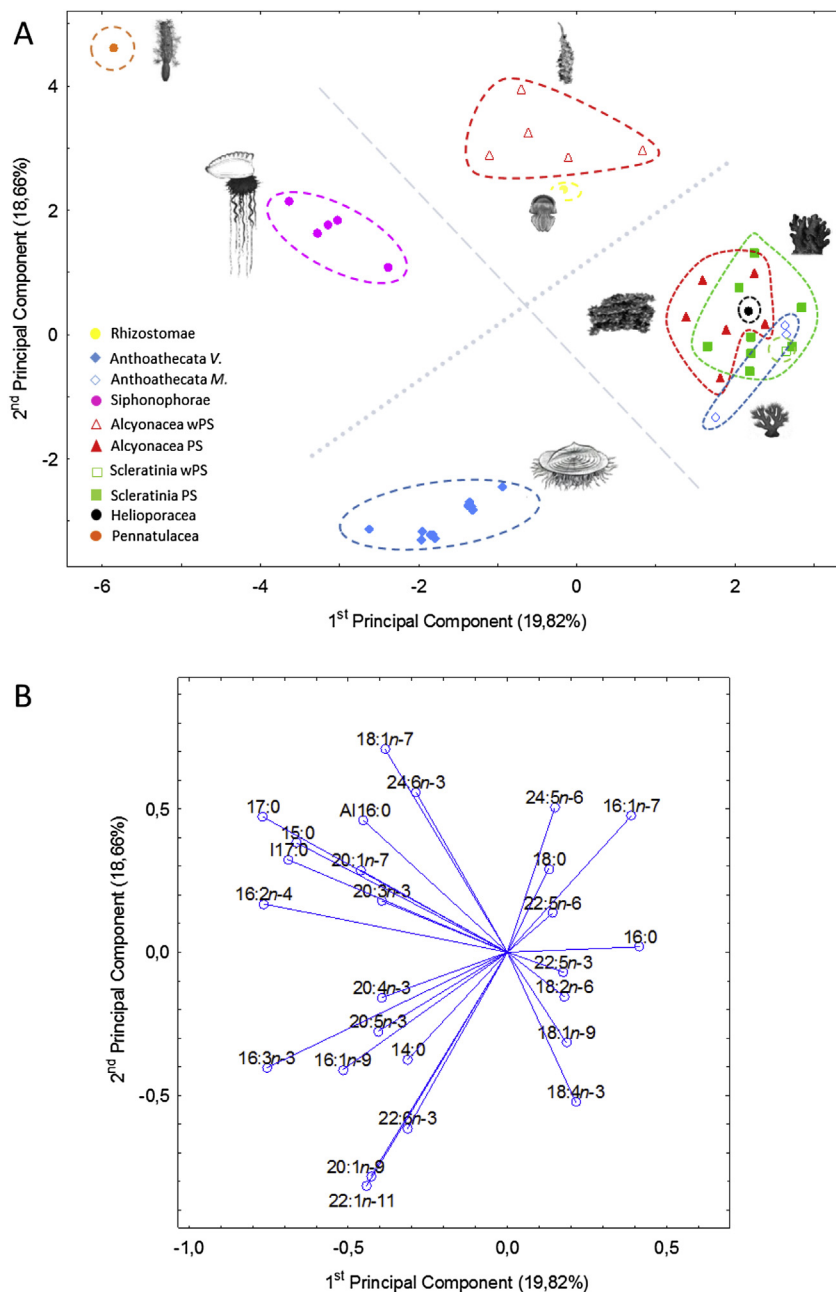 A
4
2
0
-2
2nd Principal Component (18,66%)
Rhizostomae
Anthoathecata V.
Anthoathecata M.
Siphonophorae
Alcyonacea wPS
Alcyonacea PS
Scleratinia wPS
Scleratinia PS
Helioporacea
Pennatulacea
-6 -4 -2 0 2
1st Principal Component (19,82%)
B
18:1n-7
24:6n-3
24:5n-6
16:1n-7
17:0
AI16:0
15:0
I17:0
20:1n-7
18:0
20:3n-3
22:5n-6
16:2n-4
16:0
22:5n-3
20:4n-3
18:2n-6
20:5n-3
18:1n-9
16:3n-3
16:1n-9
14:0
18:4n-3
22:6n-3
20:1n-9
22:1n-11
0,5
0,0
-0,5
2nd Principal Component (18,66%)
-1,0 -0,5 0,0 0,5
1st Principal Component (19,82%)